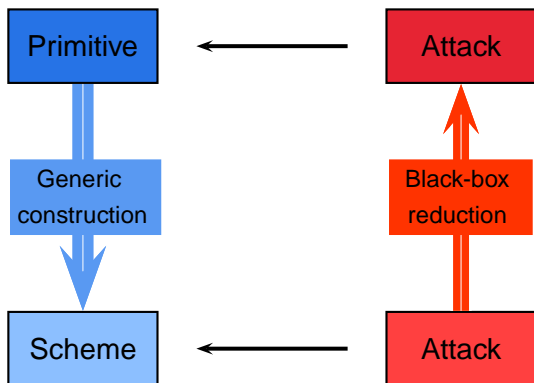 Primitive
Attack
Generic
construction
Black-box
reduction
Scheme
Attack